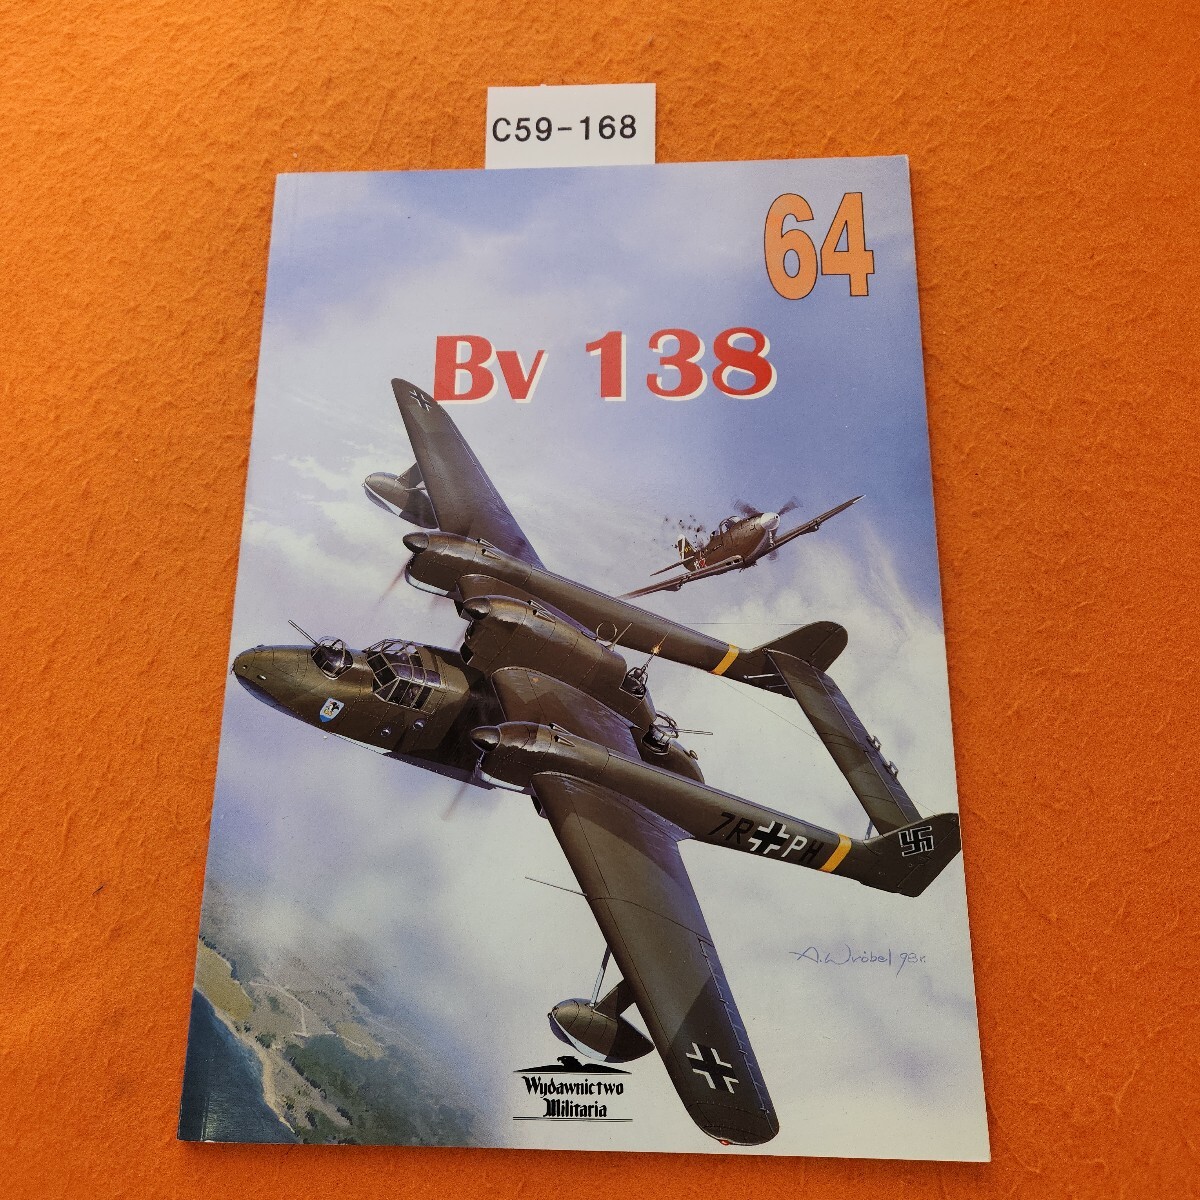 C59-168
64
Bv 138
7R PH
A. Wróbel 98r.
Wydawnictwo
Militaria